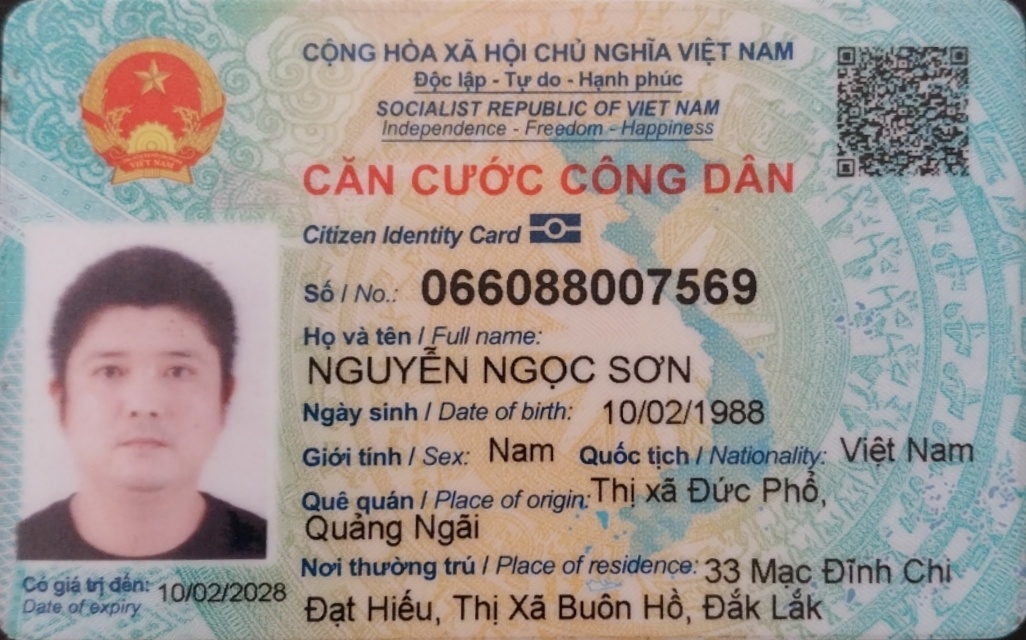 CỘNG HÒA XÃ HỘI CHỦ NGHĨA VIỆT NAM
Độc lập - Tự do - Hạnh phúc
SOCIALIST REPUBLIC OF VIET NAM
Independence - Freedom - Happiness
CĂN CƯỚC CÔNG DÂN
Citizen Identity Card
VIỆT NAM
Số / No.: 066088007569
Họ và tên / Full name:
NGUYỄN NGỌC SƠN
Ngày sinh / Date of birth: 10/02/1988
Giới tính / Sex: Nam Quốc tịch / Nationality: Việt Nam
Quê quán / Place of origin: Thị xã Đức Phổ,
Quảng Ngãi
Nơi thường trú / Place of residence: 33 Mạc Đĩnh Chi
Đạt Hiếu, Thị Xã Buôn Hồ, Đắk Lắk
Có giá trị đến: 10/02/2028
Date of expiry